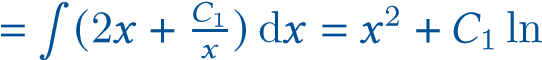 = ∫(2x + C₁/x) dx = x² + C₁ ln